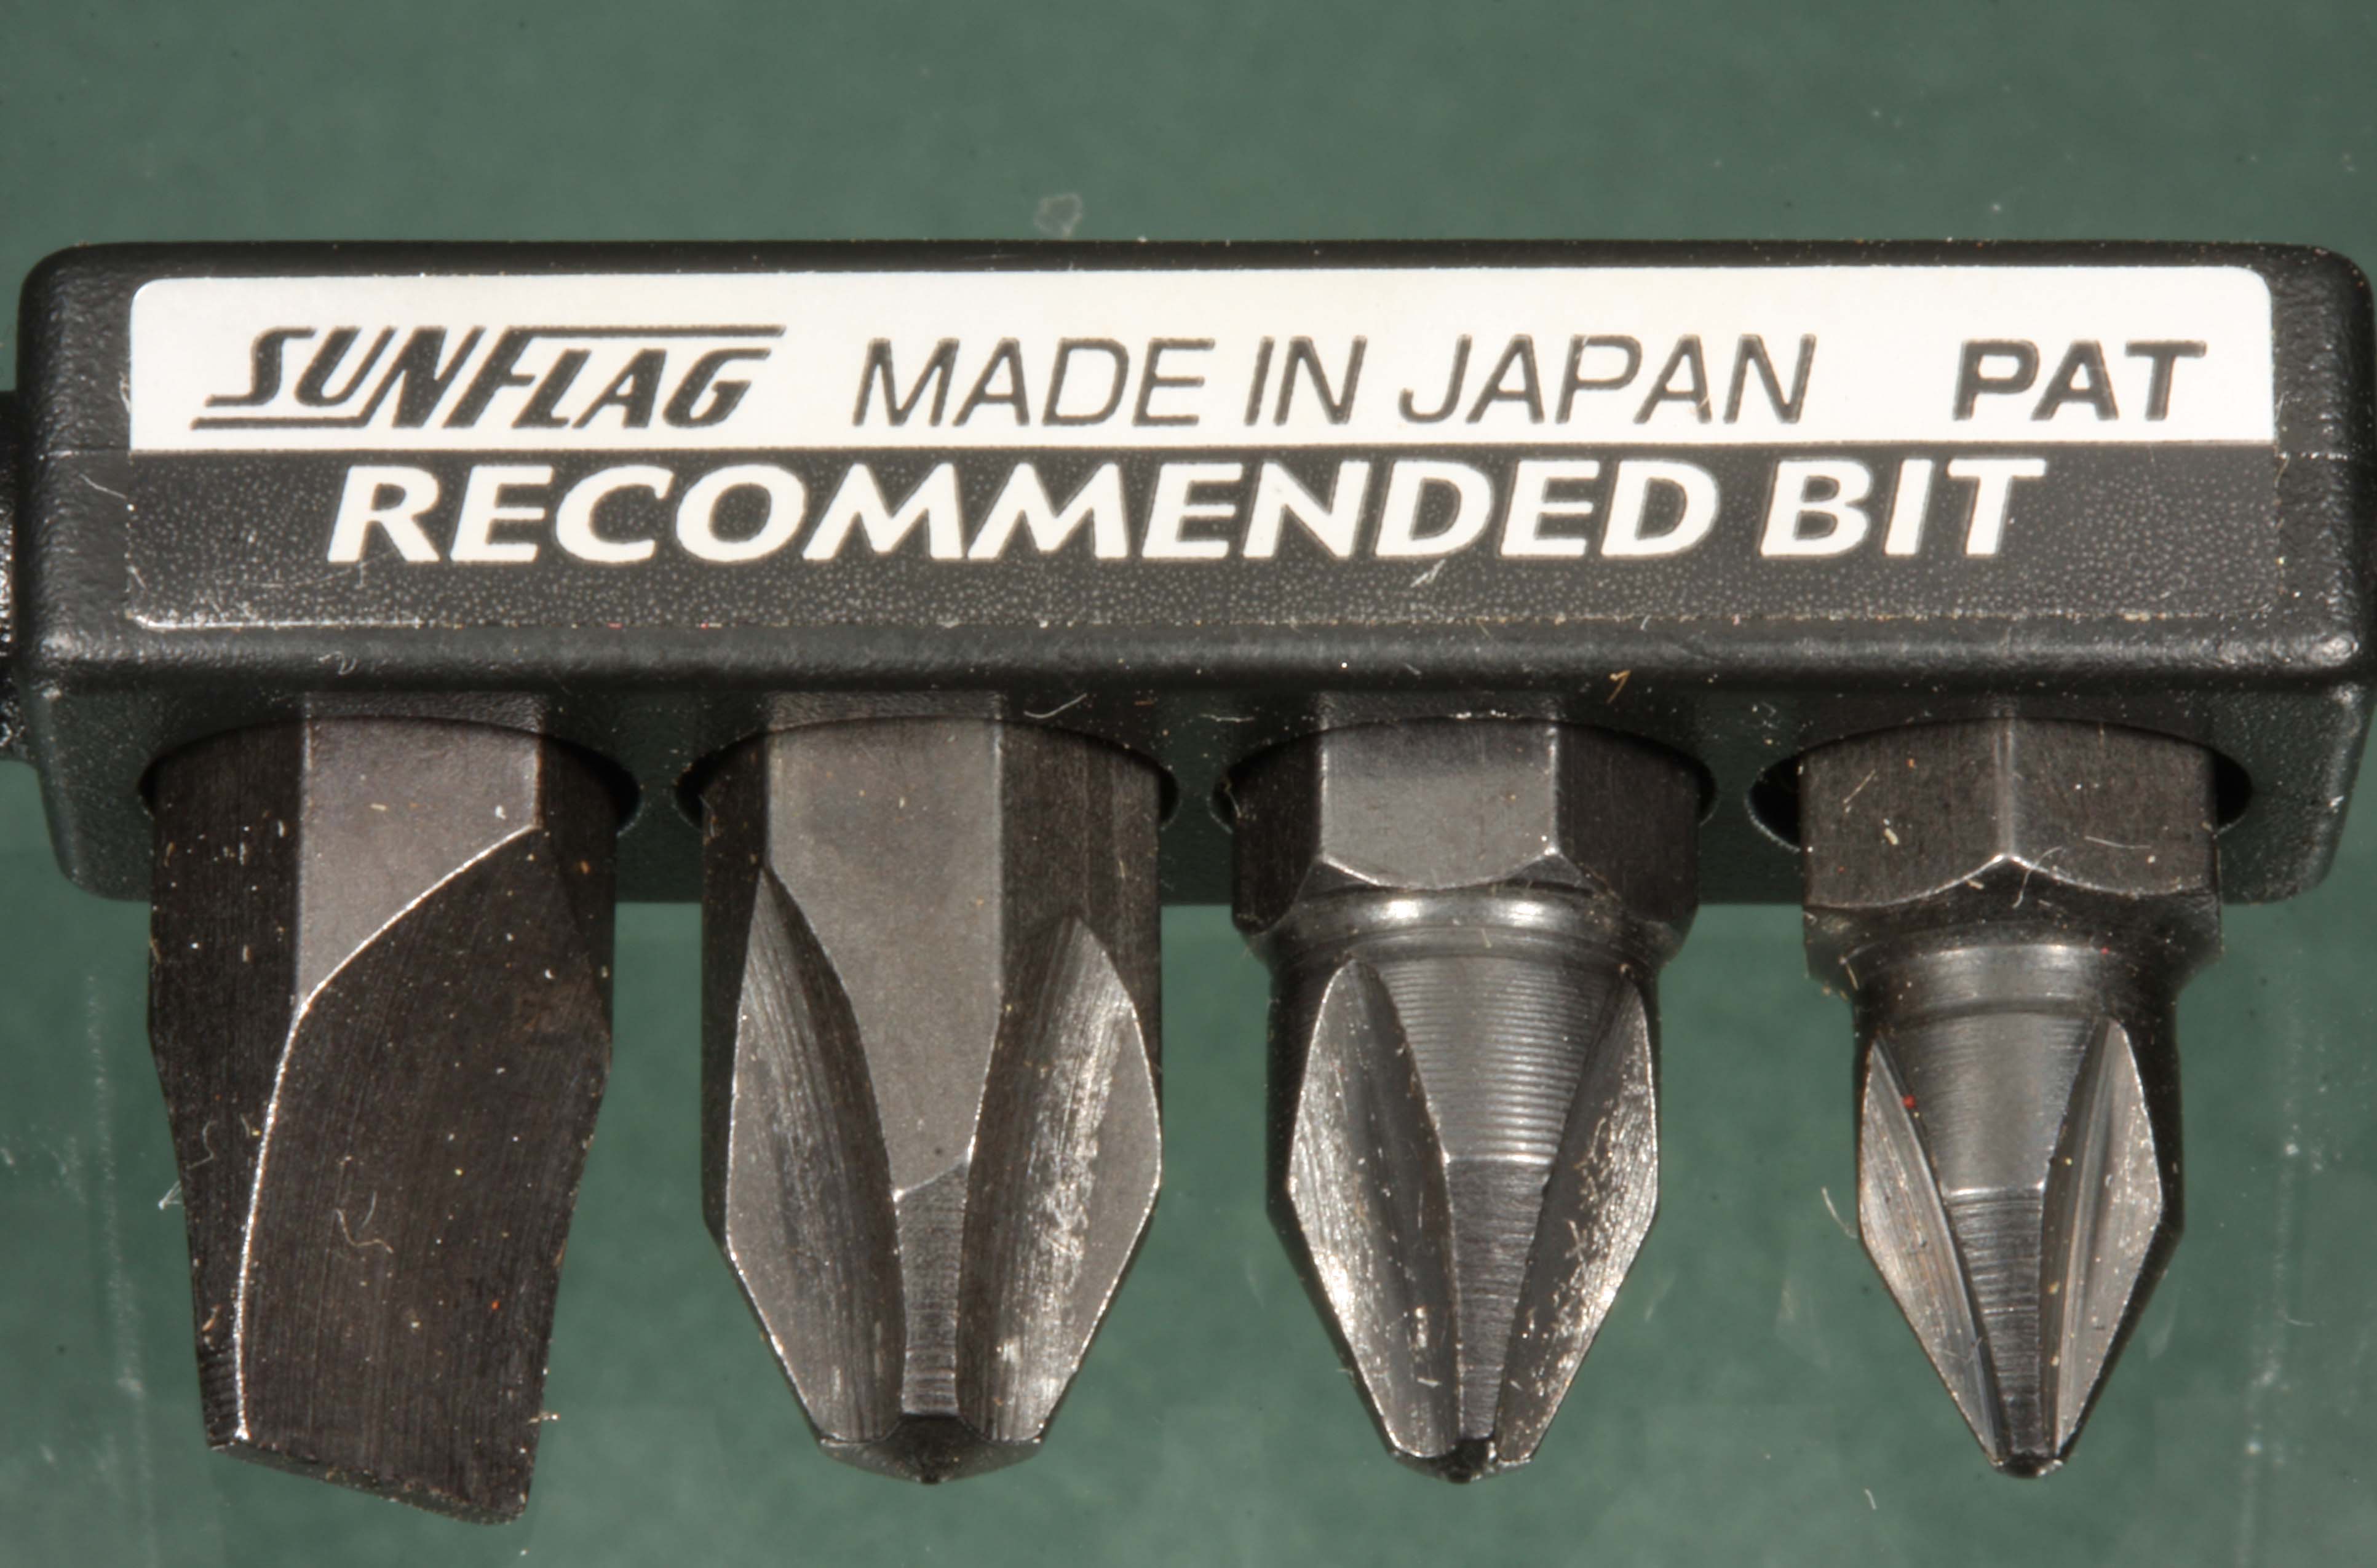 SUNFLAG MADE IN JAPAN PAT
RECOMMENDED BIT